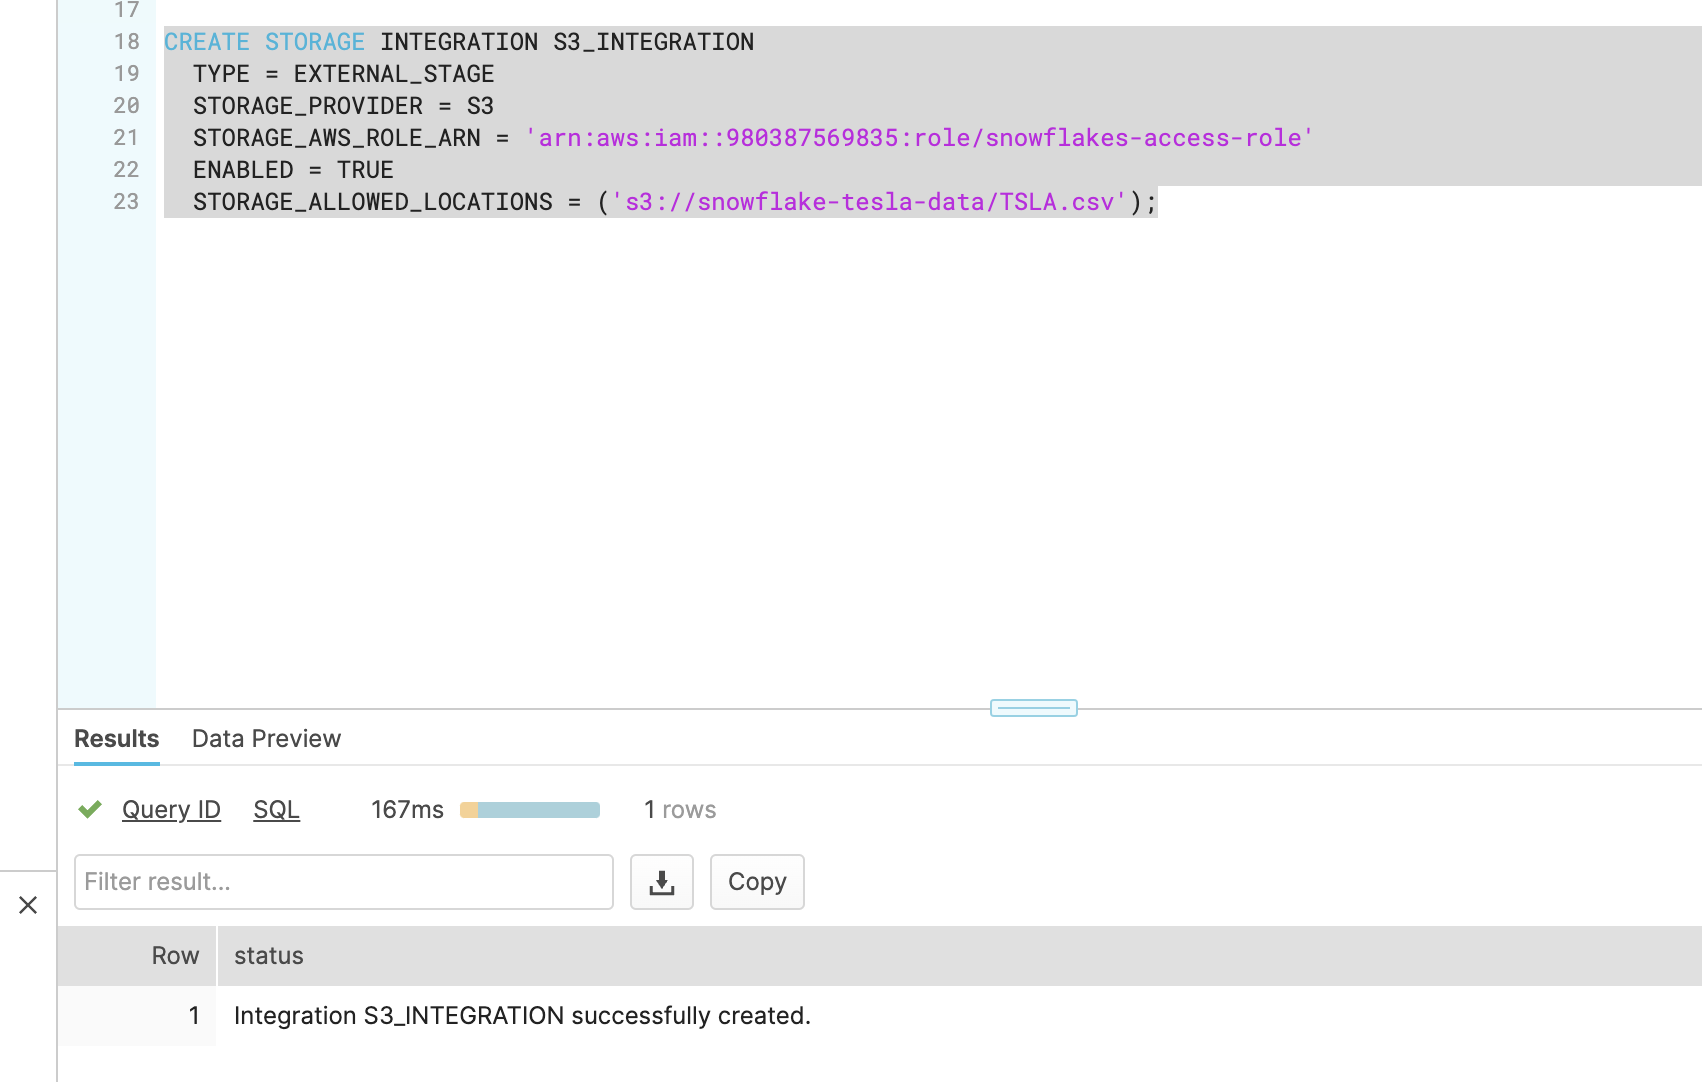 17
18 CREATE STORAGE INTEGRATION S3_INTEGRATION
19 TYPE = EXTERNAL_STAGE
20 STORAGE_PROVIDER = S3
21 STORAGE_AWS_ROLE_ARN = 'arn:aws:iam::980387569835:role/snowflakes-access-role'
22 ENABLED = TRUE
23 STORAGE_ALLOWED_LOCATIONS = ('s3://snowflake-tesla-data/TSLA.csv');
Results Data Preview
Query ID SQL 167ms 1 rows
Filter result... Copy
Row status
1 Integration S3_INTEGRATION successfully created.